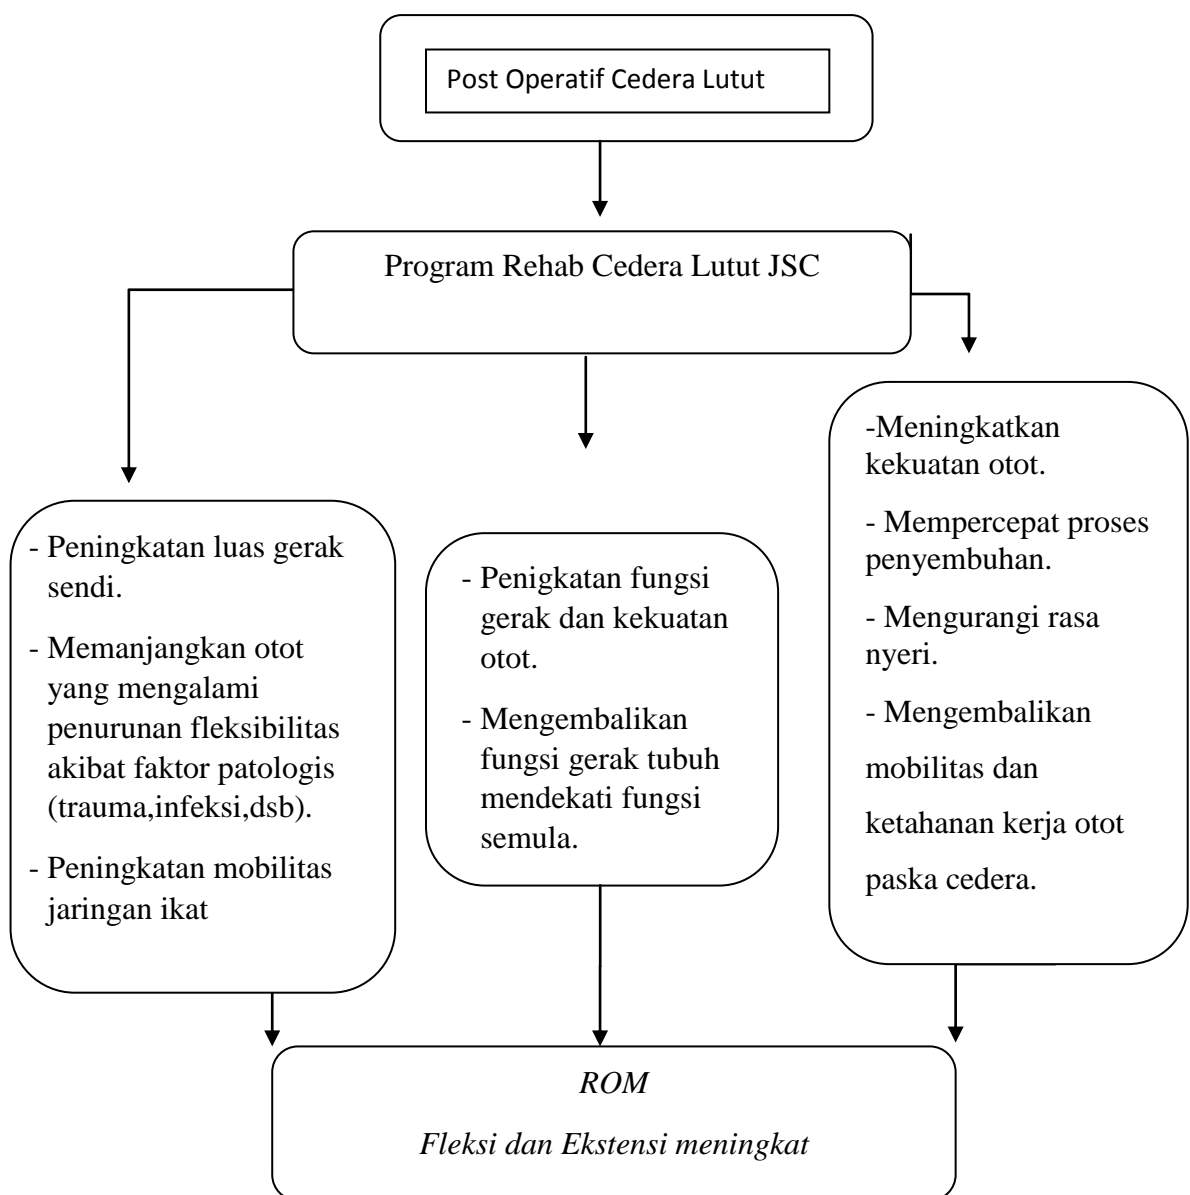 Post Operatif Cedera Lutut
Program Rehab Cedera Lutut JSC
- Peningkatan luas gerak
sendi.
- Memanjangkan otot
yang mengalami
penurunan fleksibilitas
akibat faktor patologis
(trauma,infeksi,dsb).
- Peningkatan mobilitas
jaringan ikat
- Penigkatan fungsi
gerak dan kekuatan
otot.
- Mengembalikan
fungsi gerak tubuh
mendekati fungsi
semula.
-Meningkatkan
kekuatan otot.
- Mempercepat proses
penyembuhan.
- Mengurangi rasa
nyeri.
- Mengembalikan
mobilitas dan
ketahanan kerja otot
paska cedera.
ROM
Fleksi dan Ekstensi meningkat